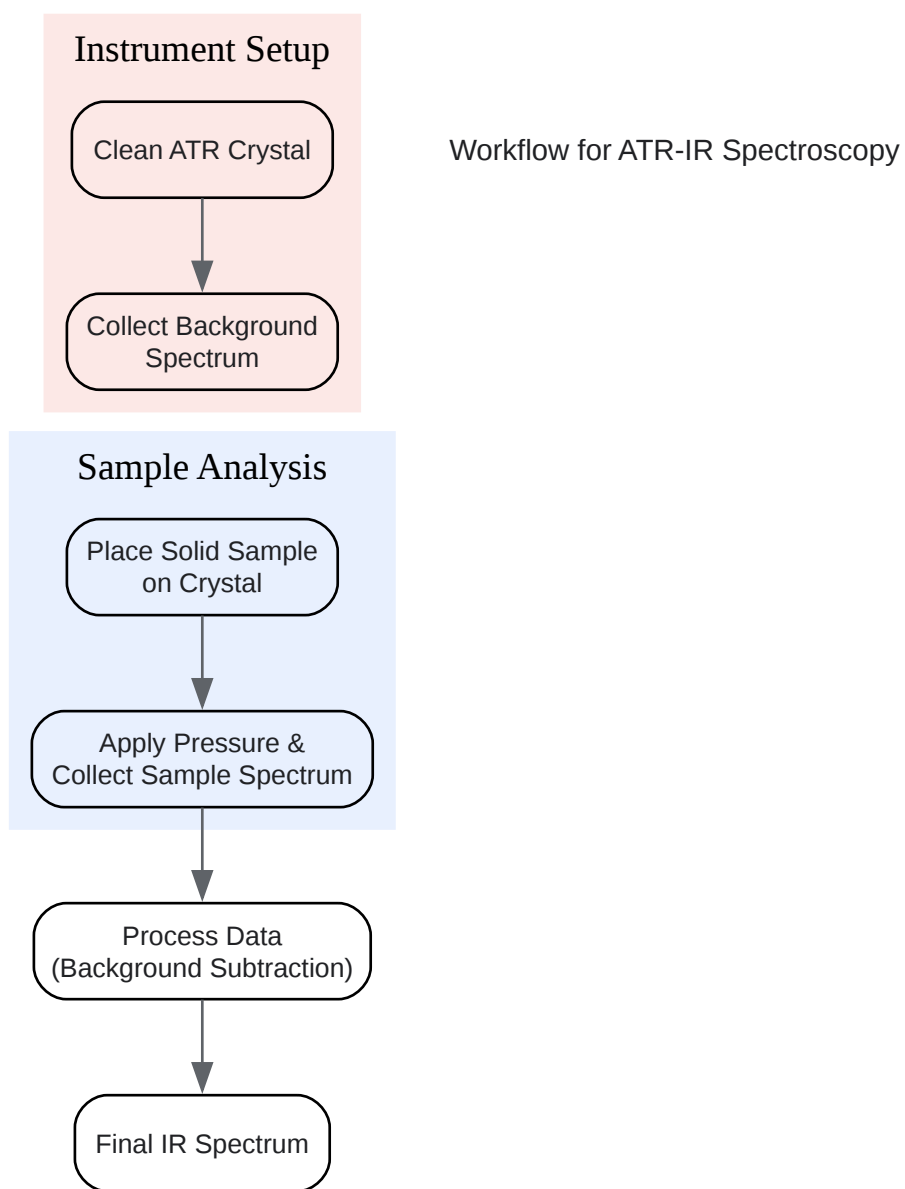 Instrument Setup
Clean ATR Crystal
Workflow for ATR-IR Spectroscopy
Collect Background
Spectrum
Sample Analysis
Place Solid Sample
on Crystal
Apply Pressure &
Collect Sample Spectrum
Process Data
(Background Subtraction)
Final IR Spectrum